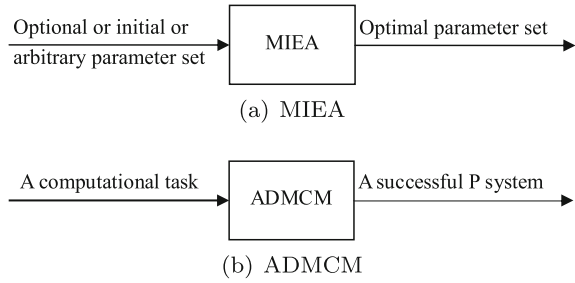 Optional or initial or
arbitrary parameter set
MIEA
Optimal parameter set
(a) MIEA
A computational task
ADMCM
A successful P system
(b) ADMCM